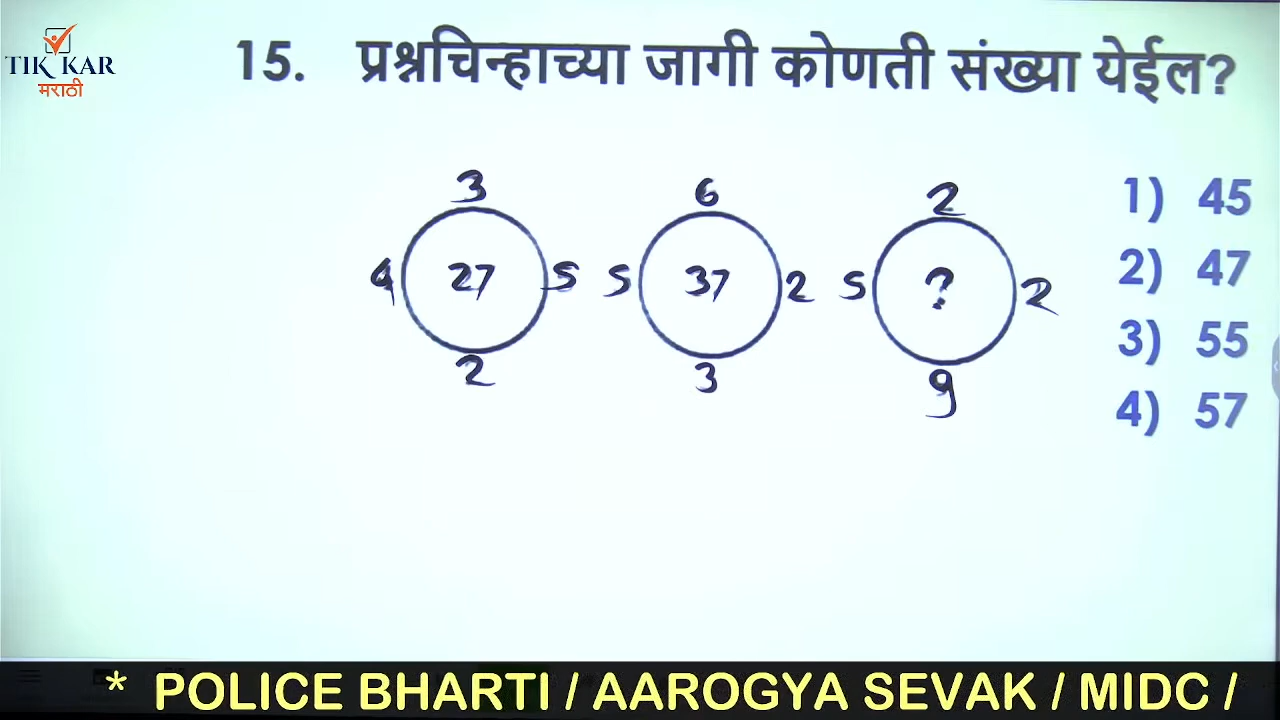 TIK KAR
मराठी
15. प्रश्नचिन्हाच्या जागी कोणती संख्या येईल?
3 6 2
4 27 5 5 37 2 5 ? 2
2 3 9
1) 45
2) 47
3) 55
4) 57
* POLICE BHARTI / AAROGYA SEVAK / MIDC /